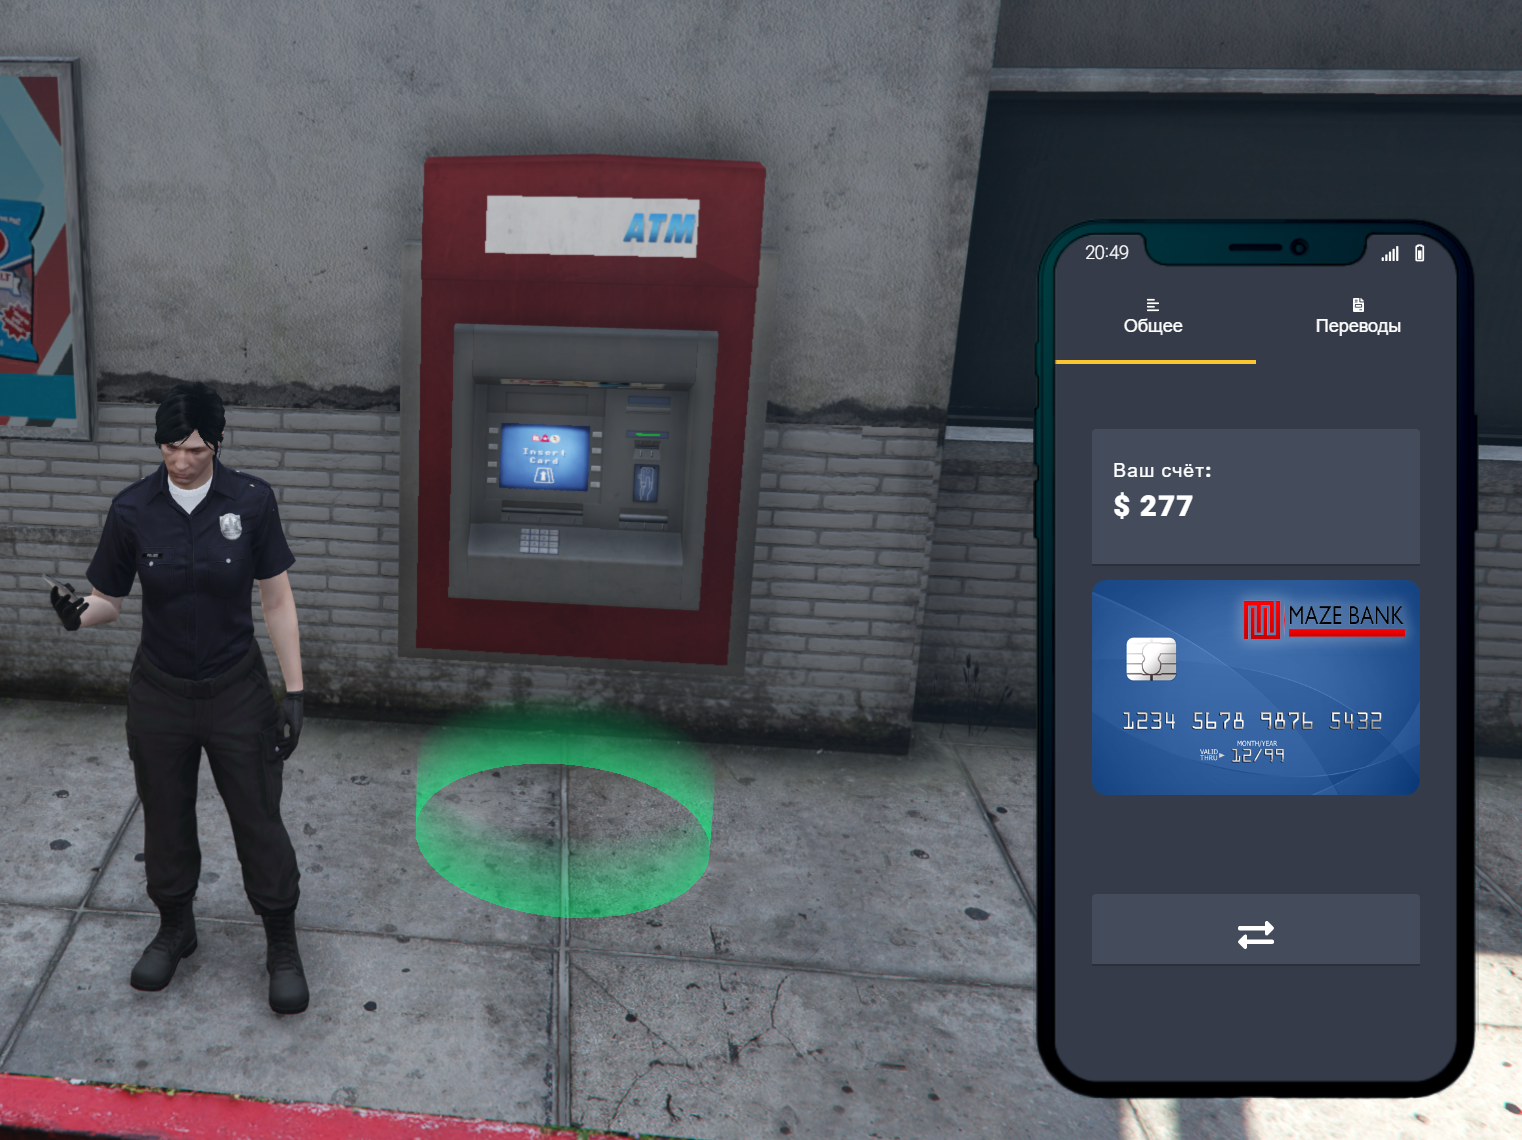 ATM
Insert
Card
20:49
Общее
Переводы
Ваш счёт:
$ 277
MAZE BANK
1234 5678 9876 5432
MONTH/YEAR
VALID
THRU
12/99